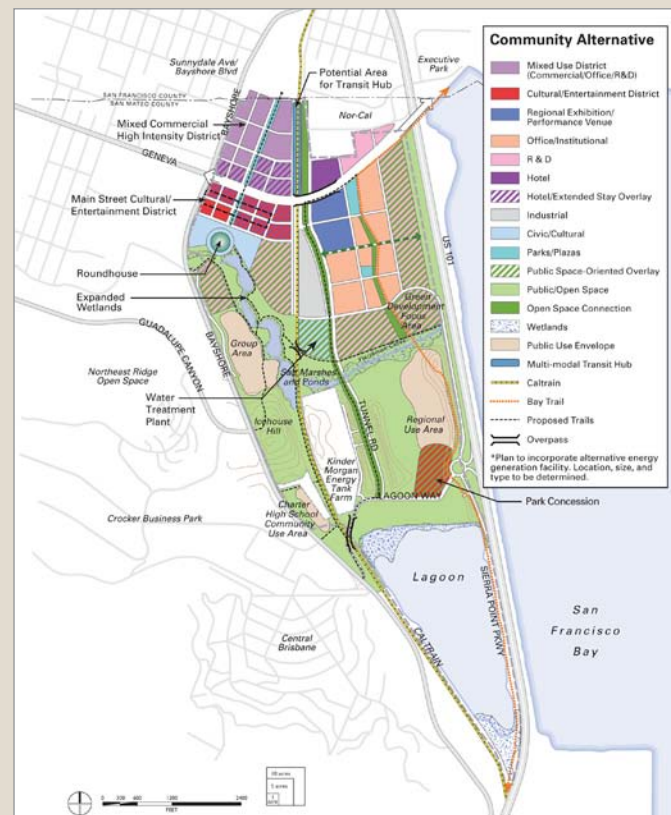 Community Alternative
Mixed Use District
(Commercial/Office/R&D)
Cultural/Entertainment District
Regional Exhibition/
Performance Venue
Office/Institutional
R & D
Hotel
Hotel/Extended Stay Overlay
Industrial
Civic/Cultural
Parks/Plazas
Public Space-Oriented Overlay
Public/Open Space
Open Space Connection
Wetlands
Public Use Envelope
Multi-modal Transit Hub
Caltrain
Bay Trail
Proposed Trails
Overpass
*Plan to incorporate alternative energy
generation facility. Location, size, and
type to be determined.
Sunnydale Ave/
Bayshore Blvd
Potential Area
for Transit Hub
Executive
Park
SAN FRANCISCO COUNTY
SAN MATEO COUNTY
BAYSHORE
Nor-Cal
Mixed Commercial
High Intensity District
GENEVA
Main Street Cultural/
Entertainment District
US 101
Roundhouse
Expanded
Wetlands
Green
Development
Focus
Area
GUADALUPE CANYON
BAYSHORE
Group
Area
Northeast Ridge
Open Space
Salt Marshes
and Ponds
Water
Treatment
Plant
Icehouse
Hill
TUNNEL RD
Regional
Use Area
Kinder
Morgan
Energy
Tank
Farm
LAGOON WAY
Park Concession
Charter
High School
Community
Use Area
Crocker Business Park
Lagoon
SIERRA POINT PKWY
San
Francisco
Bay
CALTRAIN
Central
Brisbane
0
1200
2400
FEET